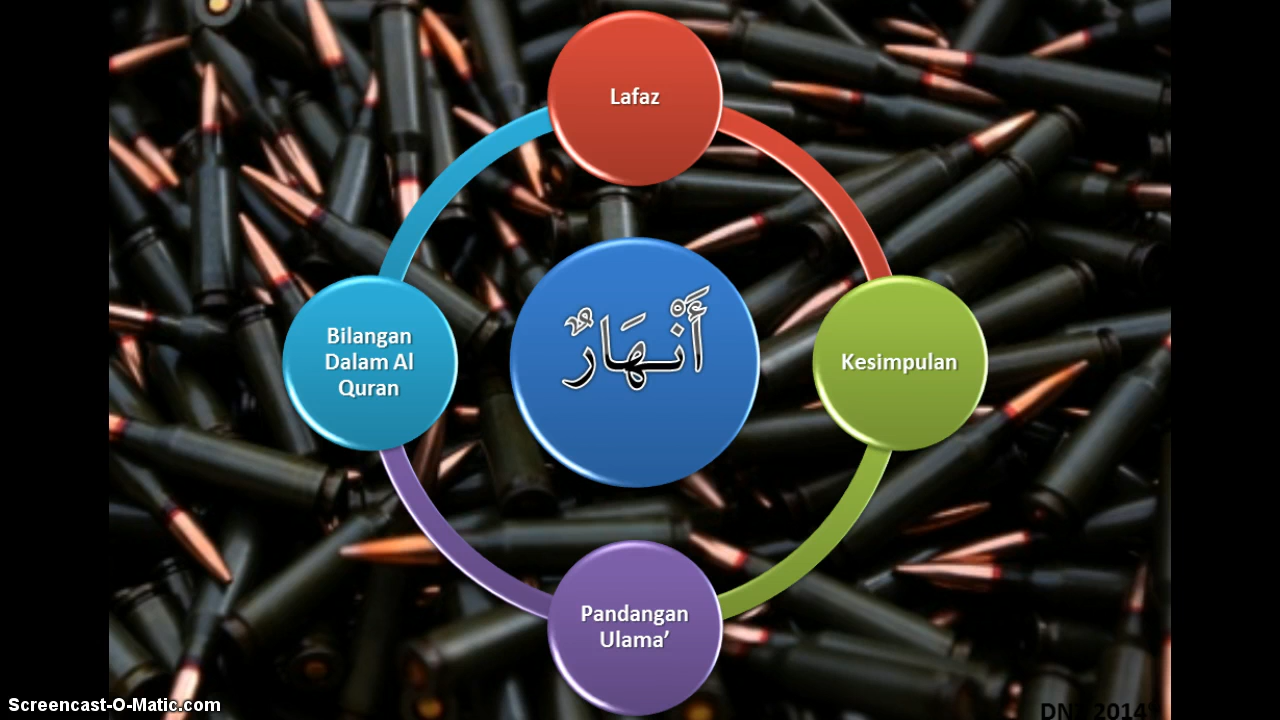 Lafaz
Bilangan
Dalam Al
Quran
أَنْهَارٌ
Kesimpulan
Pandangan
Ulama’
Screencast-O-Matic.com